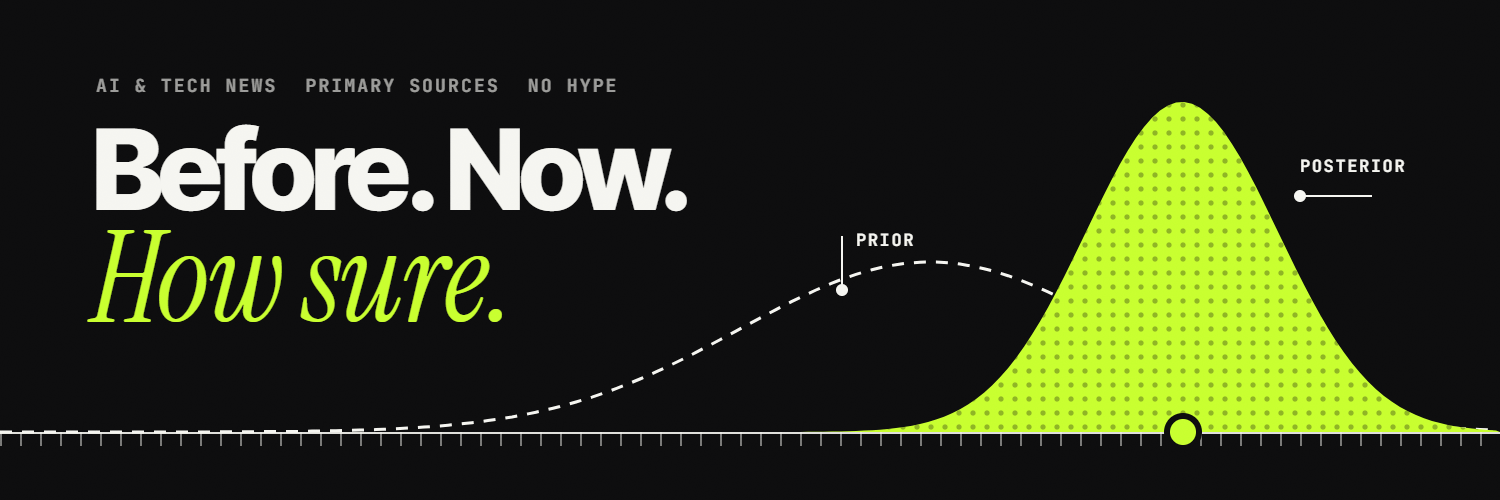 AI & TECH NEWS PRIMARY SOURCES NO HYPE
Before. Now.
How sure.
PRIOR
POSTERIOR